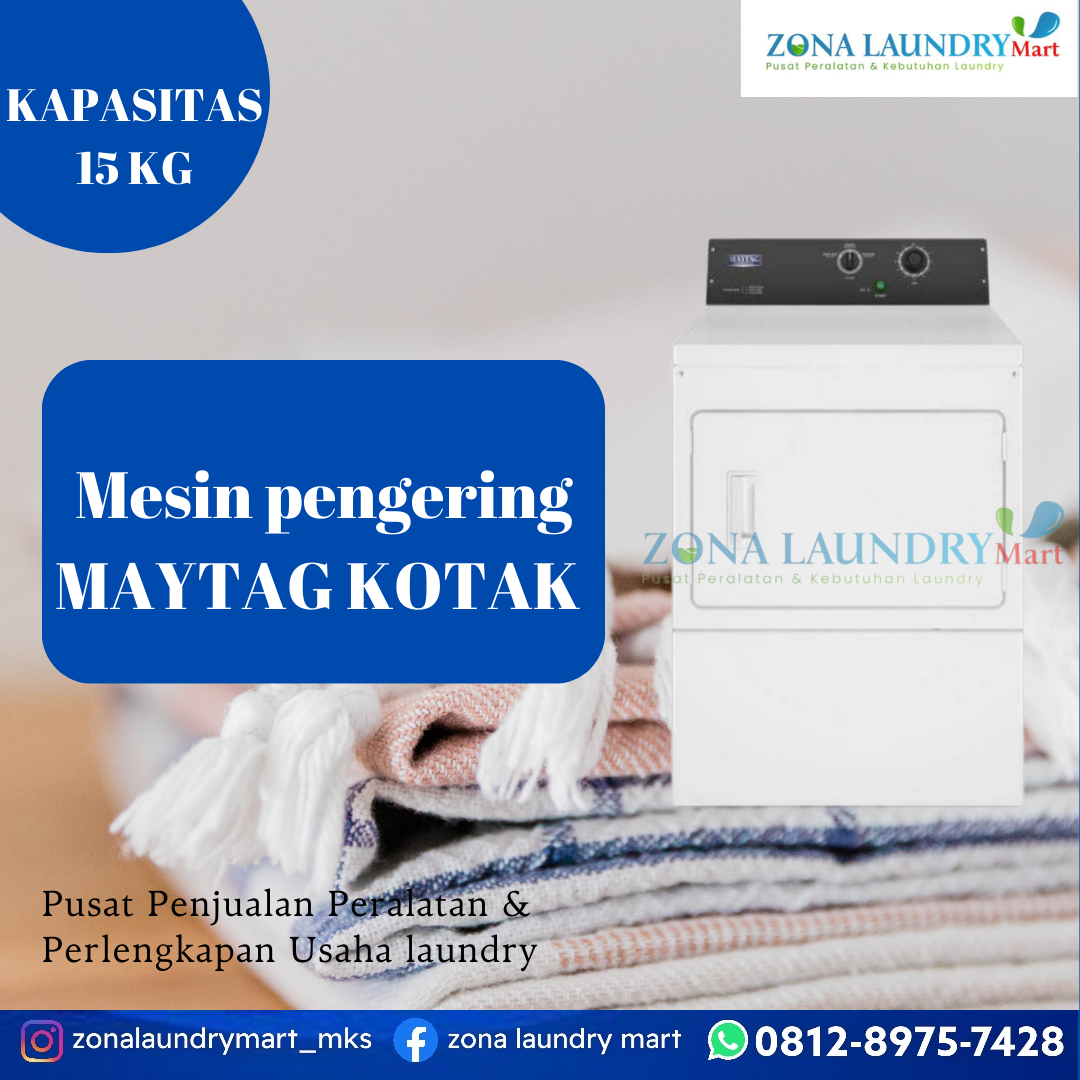 KAPASITAS
15 KG
ZONA LAUNDRY Mart
Pusat Peralatan & Kebutuhan Laundry
MAYTAG
Mesin pengering
MAYTAG KOTAK
ZONA LAUNDRY Mart
Pusat Peralatan & Kebutuhan Laundry
Pusat Penjualan Peralatan &
Perlengkapan Usaha laundry
zonalaundrymart_mks
zona laundry mart
0812-8975-7428